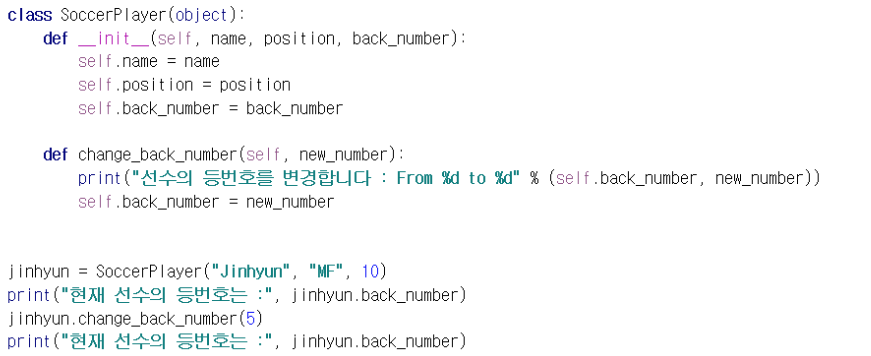 class SoccerPlayer(object):
    def __init__(self, name, position, back_number):
        self.name = name
        self.position = position
        self.back_number = back_number

    def change_back_number(self, new_number):
        print("선수의 등번호를 변경합니다 : From %d to %d" % (self.back_number, new_number))
        self.back_number = new_number


jinhyun = SoccerPlayer("Jinhyun", "MF", 10)
print("현재 선수의 등번호는 :", jinhyun.back_number)
jinhyun.change_back_number(5)
print("현재 선수의 등번호는 :", jinhyun.back_number)